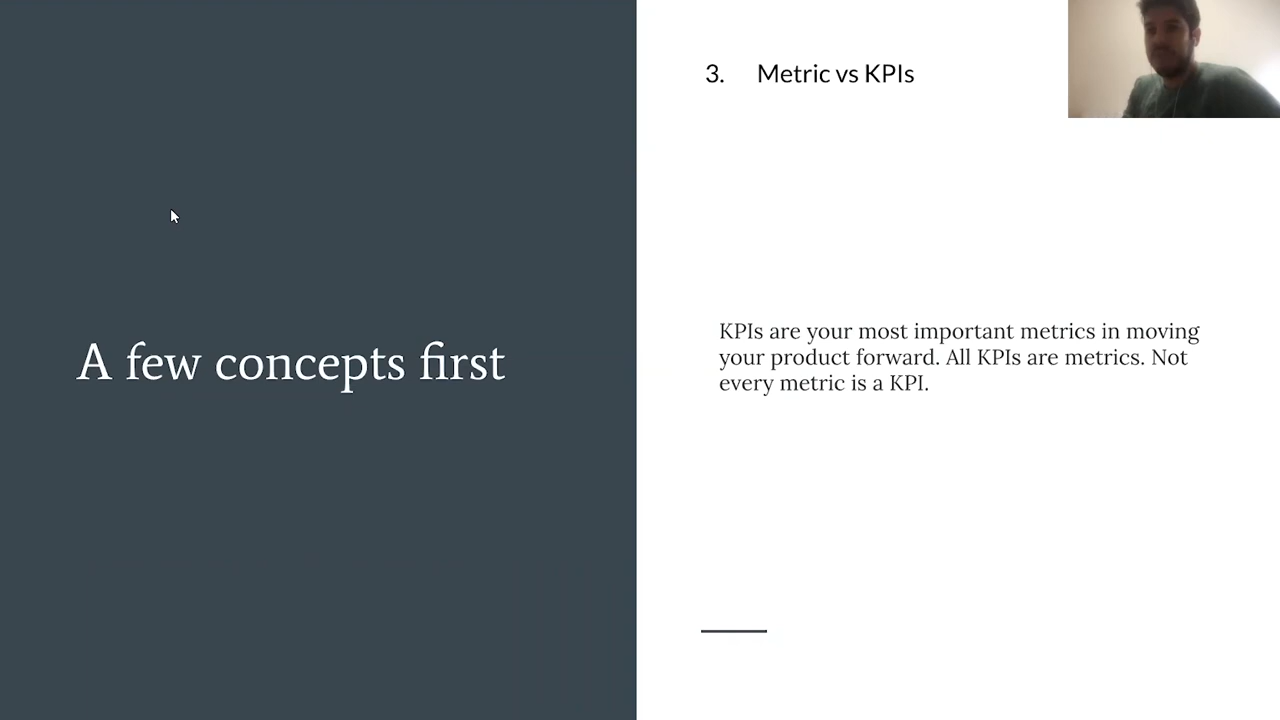 A few concepts first
3. Metric vs KPIs
KPIs are your most important metrics in moving
your product forward. All KPIs are metrics. Not
every metric is a KPI.